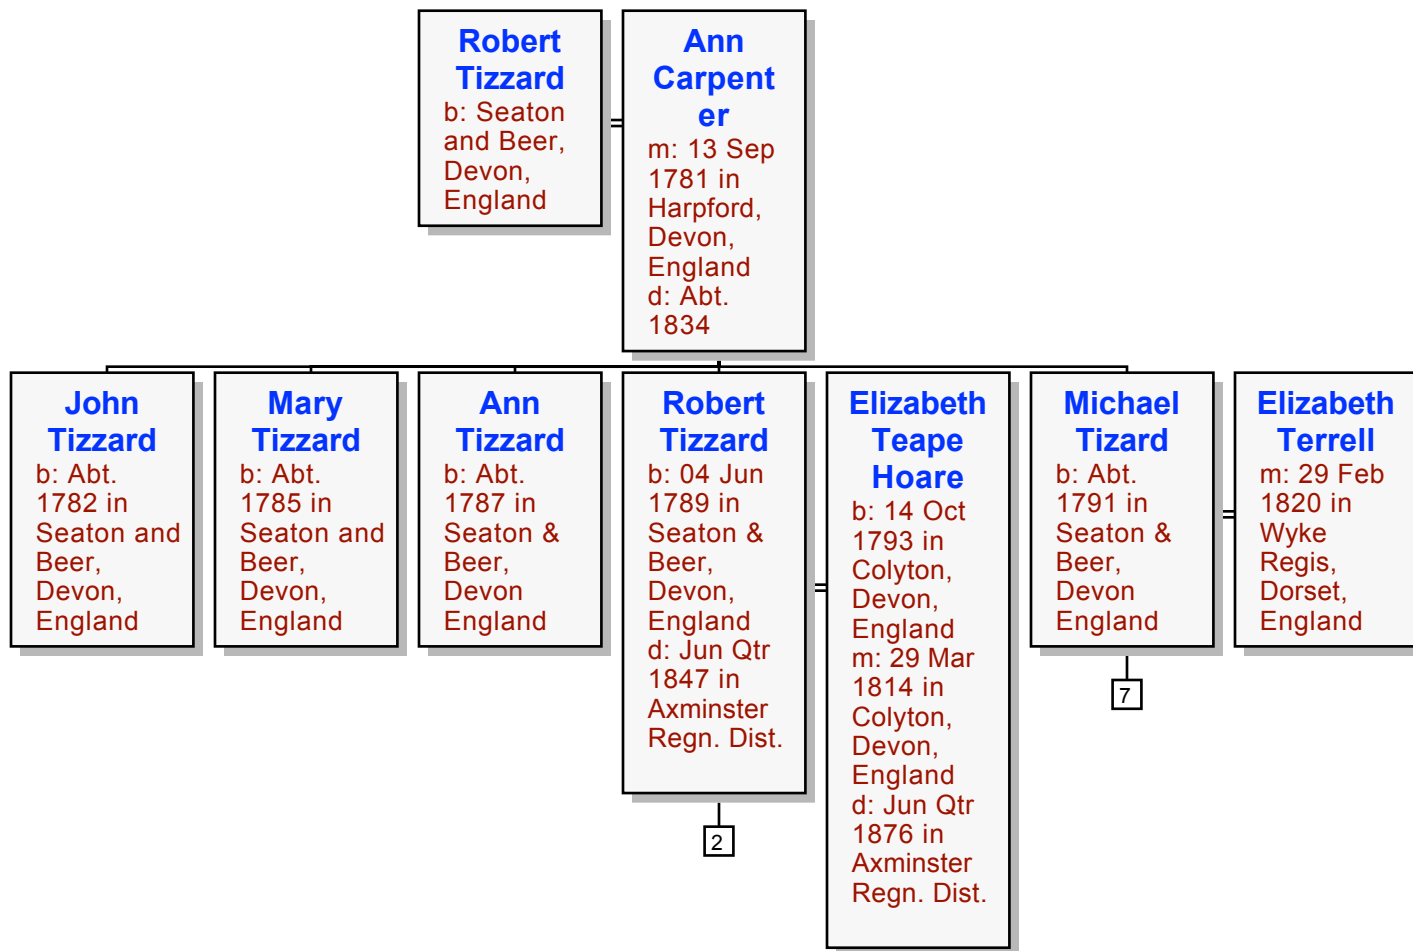 Robert
Tizzard
b: Seaton
and Beer,
Devon,
England
Ann
Carpent
er
m: 13 Sep
1781 in
Harpford,
Devon,
England
d: Abt.
1834
John
Tizzard
b: Abt.
1782 in
Seaton and
Beer,
Devon,
England
Mary
Tizzard
b: Abt.
1785 in
Seaton and
Beer,
Devon,
England
Ann
Tizzard
b: Abt.
1787 in
Seaton &
Beer,
Devon
England
Robert
Tizzard
b: 04 Jun
1789 in
Seaton &
Beer,
Devon,
England
d: Jun Qtr
1847 in
Axminster
Regn. Dist.
2
Elizabeth
Teape
Hoare
b: 14 Oct
1793 in
Colyton,
Devon,
England
m: 29 Mar
1814 in
Colyton,
Devon,
England
d: Jun Qtr
1876 in
Axminster
Regn. Dist.
Michael
Tizard
b: Abt.
1791 in
Seaton &
Beer,
Devon
England
7
Elizabeth
Terrell
m: 29 Feb
1820 in
Wyke
Regis,
Dorset,
England